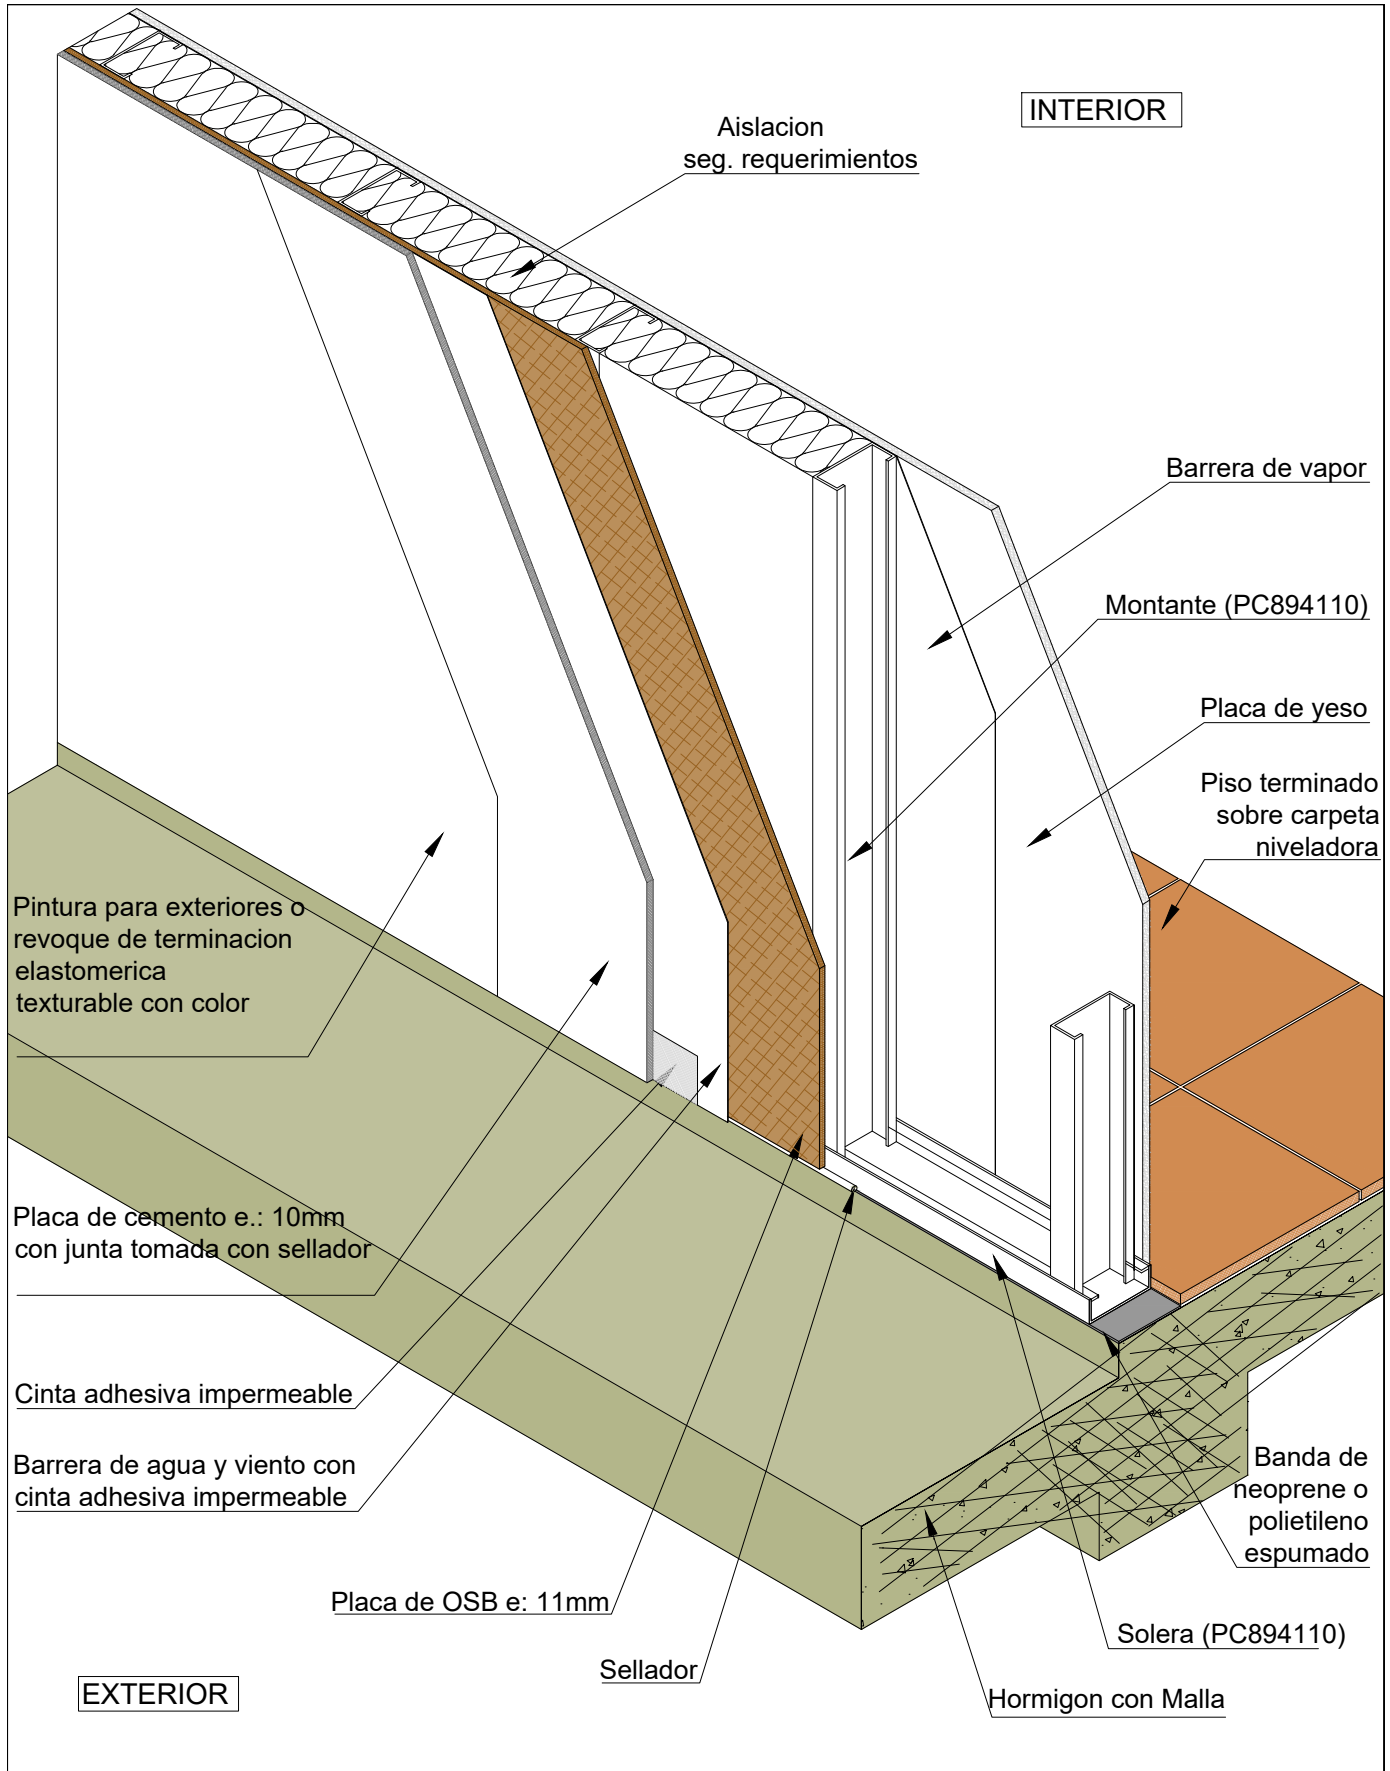 INTERIOR
Aislacion
seg. requerimientos
Barrera de vapor
Montante (PC894110)
Placa de yeso
Piso terminado
sobre carpeta
niveladora
Pintura para exteriores o
revoque de terminacion
elastomerica
texturable con color
Placa de cemento e.: 10mm
con junta tomada con sellador
Cinta adhesiva impermeable
Barrera de agua y viento con
cinta adhesiva impermeable
Banda de
neoprene o
polietileno
espumado
Placa de OSB e: 11mm
Solera (PC894110)
Sellador
Hormigon con Malla
EXTERIOR